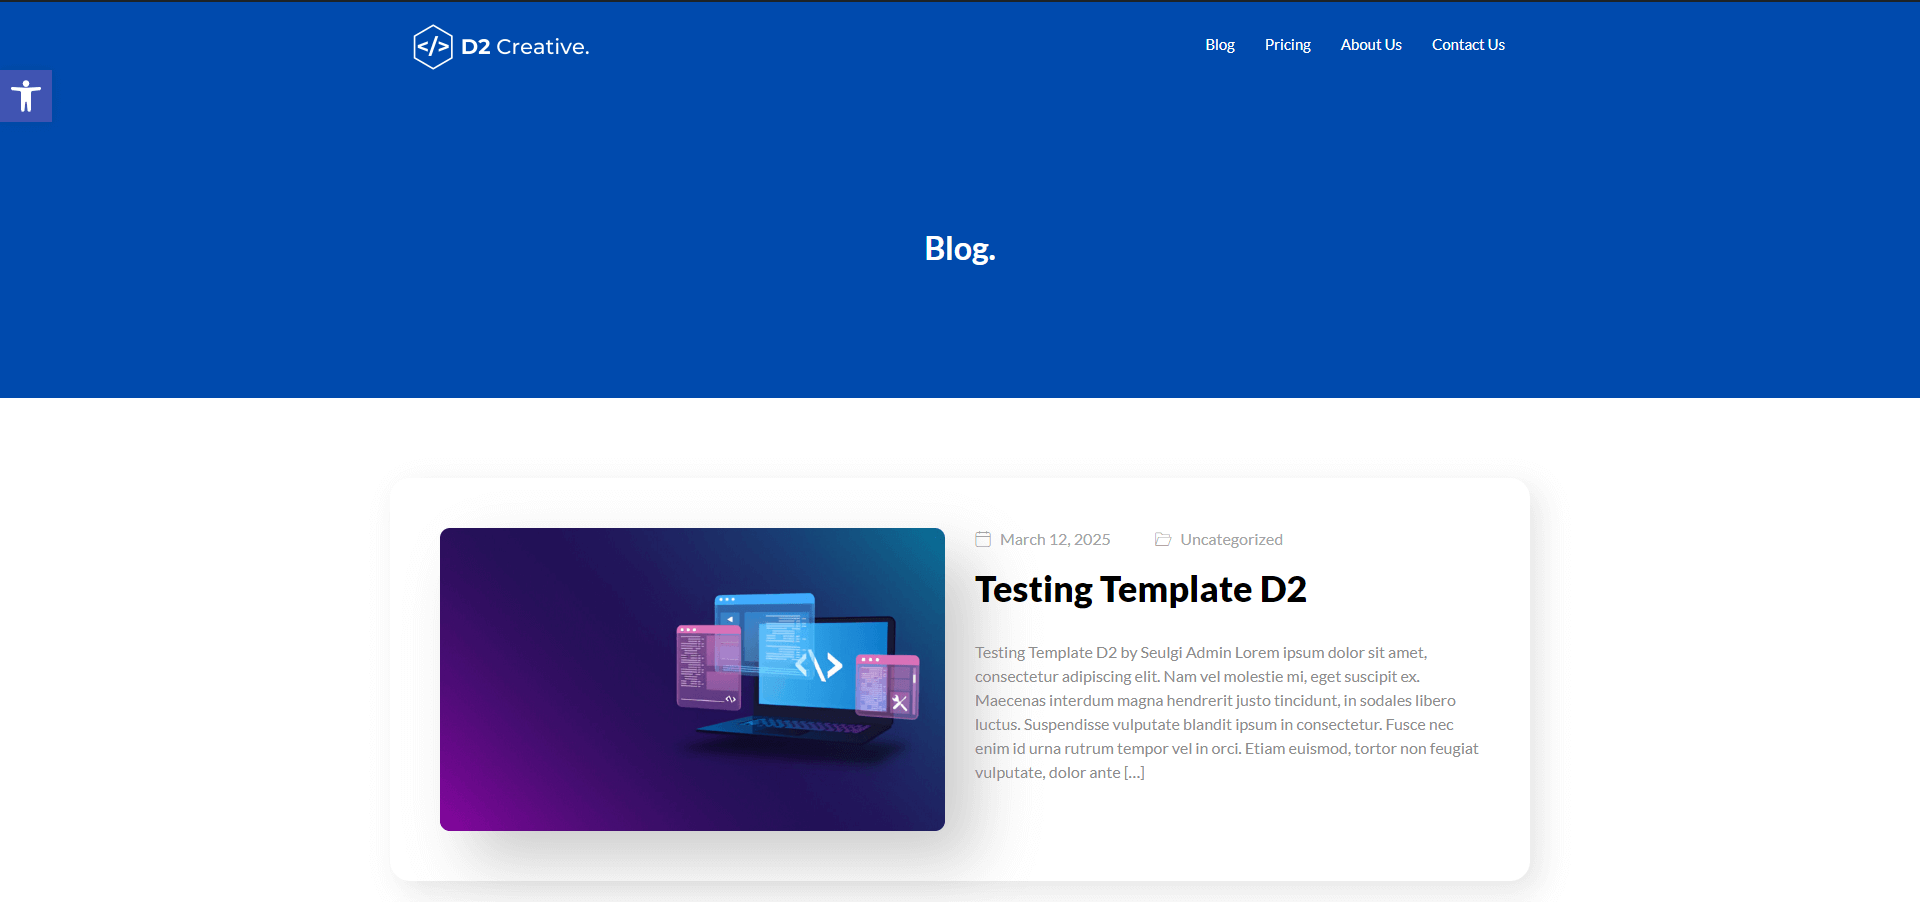 </> D2 Creative.
Blog Pricing About Us Contact Us
Blog.
March 12, 2025 Uncategorized
Testing Template D2
Testing Template D2 by Seulgi Admin Lorem ipsum dolor sit amet,
consectetur adipiscing elit. Nam vel molestie mi, eget suscipit ex.
Maecenas interdum magna hendrerit justo tincidunt, in sodales libero
luctus. Suspendisse vulputate blandit ipsum in consectetur. Fusce nec
enim id urna rutrum tempor vel in orci. Etiam euismod, tortor non feugiat
vulputate, dolor ante […]